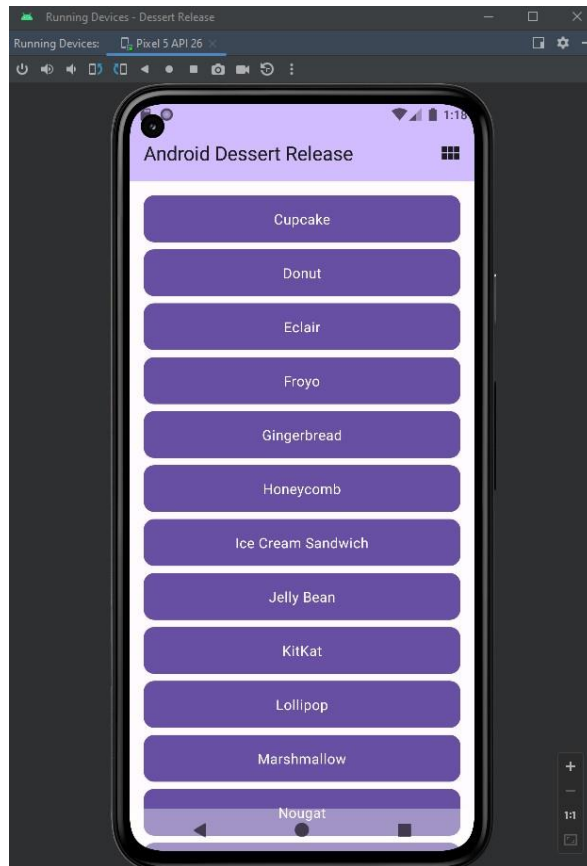 Running Devices - Dessert Release
Running Devices: Pixel 5 API 26
1:18
Android Dessert Release
Cupcake
Donut
Eclair
Froyo
Gingerbread
Honeycomb
Ice Cream Sandwich
Jelly Bean
KitKat
Lollipop
Marshmallow
Nougat
1:1